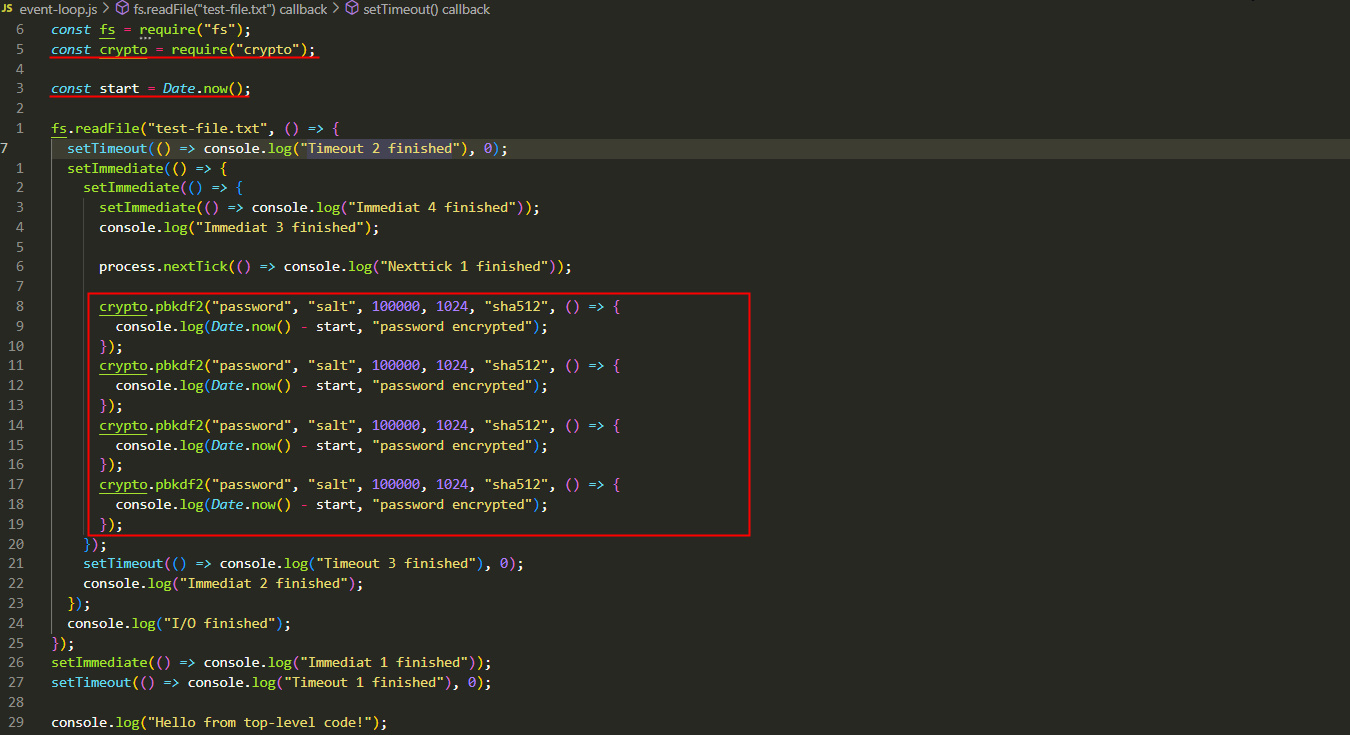 JS event-loop.js > fs.readFile("test-file.txt") callback > setTimeout() callback
6 const fs = require("fs");
5 const crypto = require("crypto");
4
3 const start = Date.now();
2
1 fs.readFile("test-file.txt", () => {
7 setTimeout(() => console.log("Timeout 2 finished"), 0);
1 setImmediate(() => {
2 setImmediate(() => {
3 setImmediate(() => console.log("Immediat 4 finished"));
4 console.log("Immediat 3 finished");
5
6 process.nextTick(() => console.log("Nexttick 1 finished"));
7
8 crypto.pbkdf2("password", "salt", 100000, 1024, "sha512", () => {
9 console.log(Date.now() - start, "password encrypted");
10 });
11 crypto.pbkdf2("password", "salt", 100000, 1024, "sha512", () => {
12 console.log(Date.now() - start, "password encrypted");
13 });
14 crypto.pbkdf2("password", "salt", 100000, 1024, "sha512", () => {
15 console.log(Date.now() - start, "password encrypted");
16 });
17 crypto.pbkdf2("password", "salt", 100000, 1024, "sha512", () => {
18 console.log(Date.now() - start, "password encrypted");
19 });
20 });
21 setTimeout(() => console.log("Timeout 3 finished"), 0);
22 console.log("Immediat 2 finished");
23 });
24 console.log("I/O finished");
25 });
26 setImmediate(() => console.log("Immediat 1 finished"));
27 setTimeout(() => console.log("Timeout 1 finished"), 0);
28
29 console.log("Hello from top-level code!");